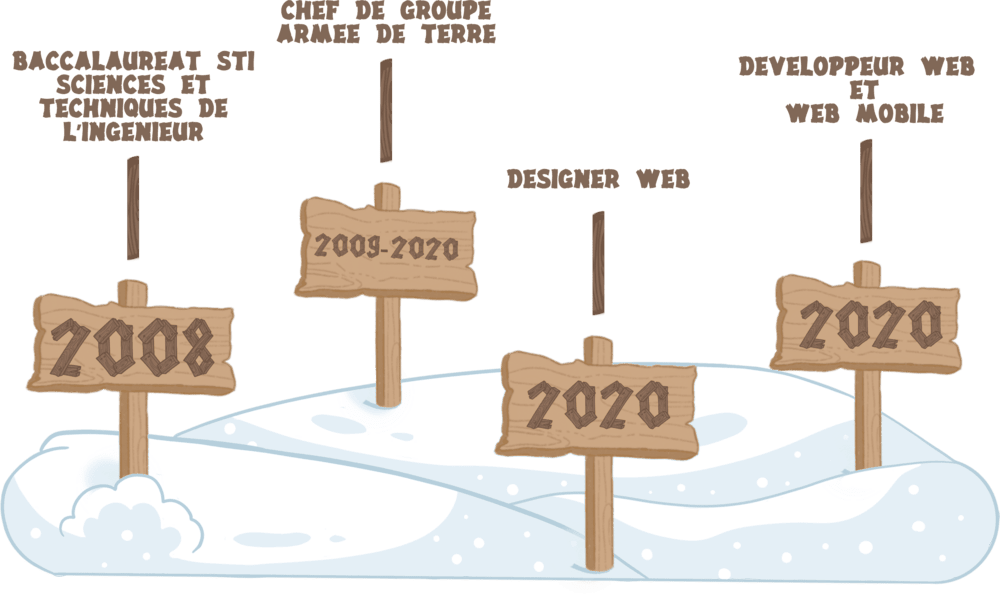 BACCALAUREAT STI
SCIENCES ET
TECHNIQUES DE
L'INGENIEUR
2008
CHEF DE GROUPE
ARMEE DE TERRE
2009-2020
DESIGNER WEB
2020
DEVELOPPEUR WEB
ET
WEB MOBILE
2020